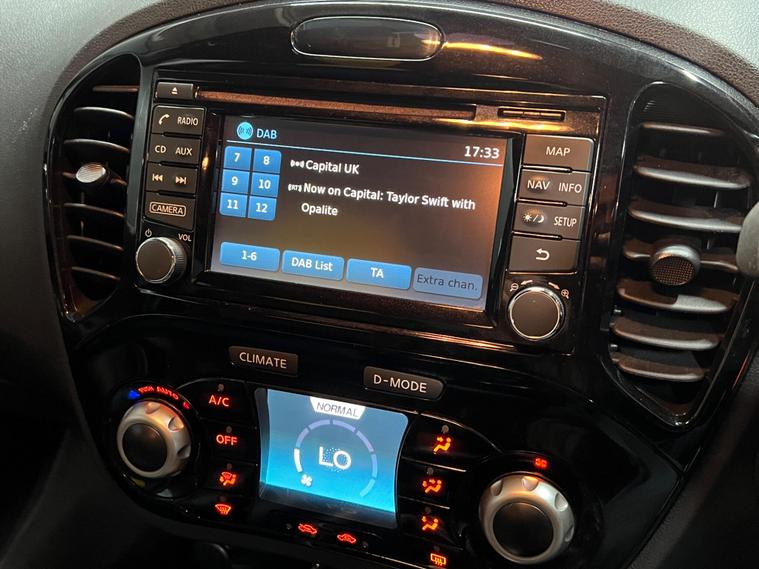 RADIO
CD AUX
CAMERA
VOL
DAB
17:33
7 8
9 10
11 12
Capital UK
Now on Capital: Taylor Swift with
Opalite
1-6
DAB List
TA
Extra chan.
MAP
NAV INFO
SETUP
CLIMATE
D-MODE
A/C
OFF
NORMAL
LO